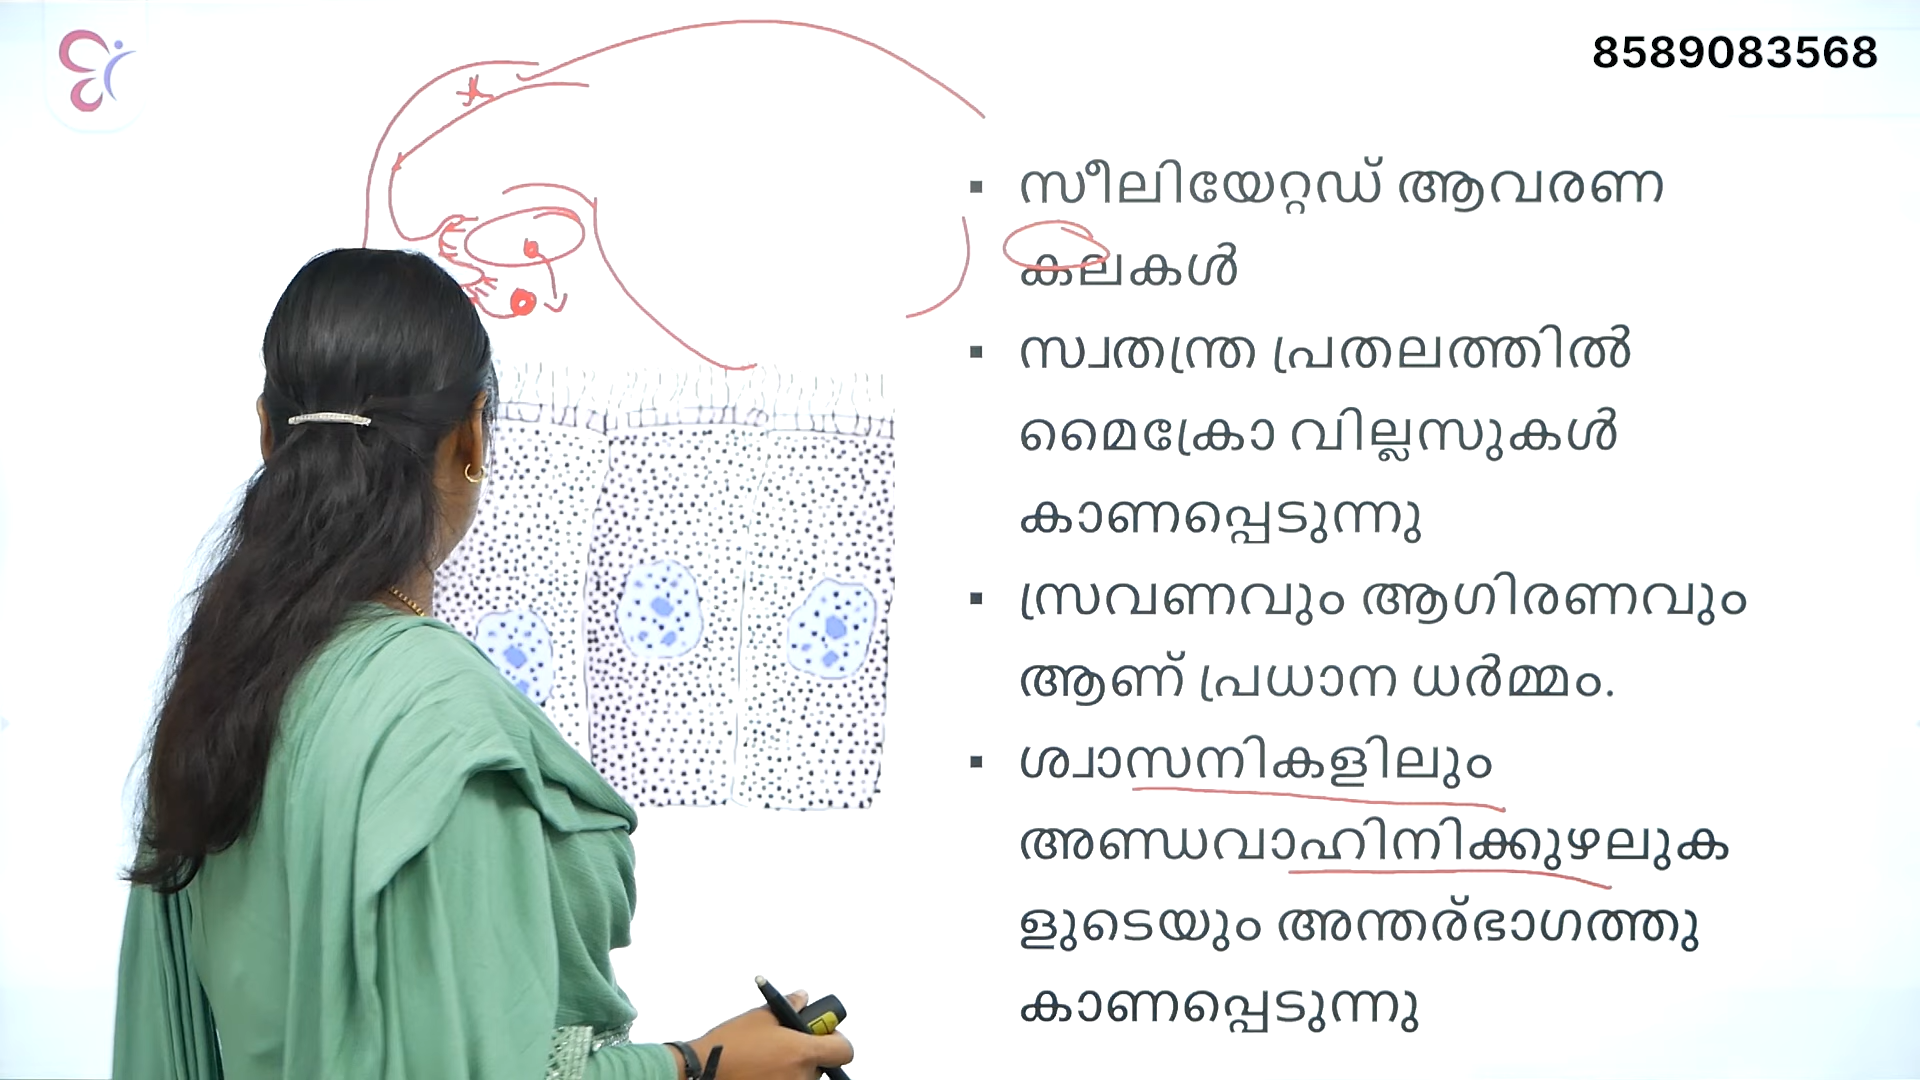 8589083568
▪ സീലിയേറ്റഡ് ആവരണ
കലകൾ
▪ സ്വതന്ത്ര പ്രതലത്തിൽ
മൈക്രോ വില്ലസുകൾ
കാണപ്പെടുന്നു
▪ സ്രവണവും ആഗിരണവും
ആണ് പ്രധാന ധർമ്മം.
▪ ശ്വാസനികളിലും
അണ്ഡവാഹിനിക്കുഴലുക
ളുടെയും അന്തര്ഭാഗത്തു
കാണപ്പെടുന്നു